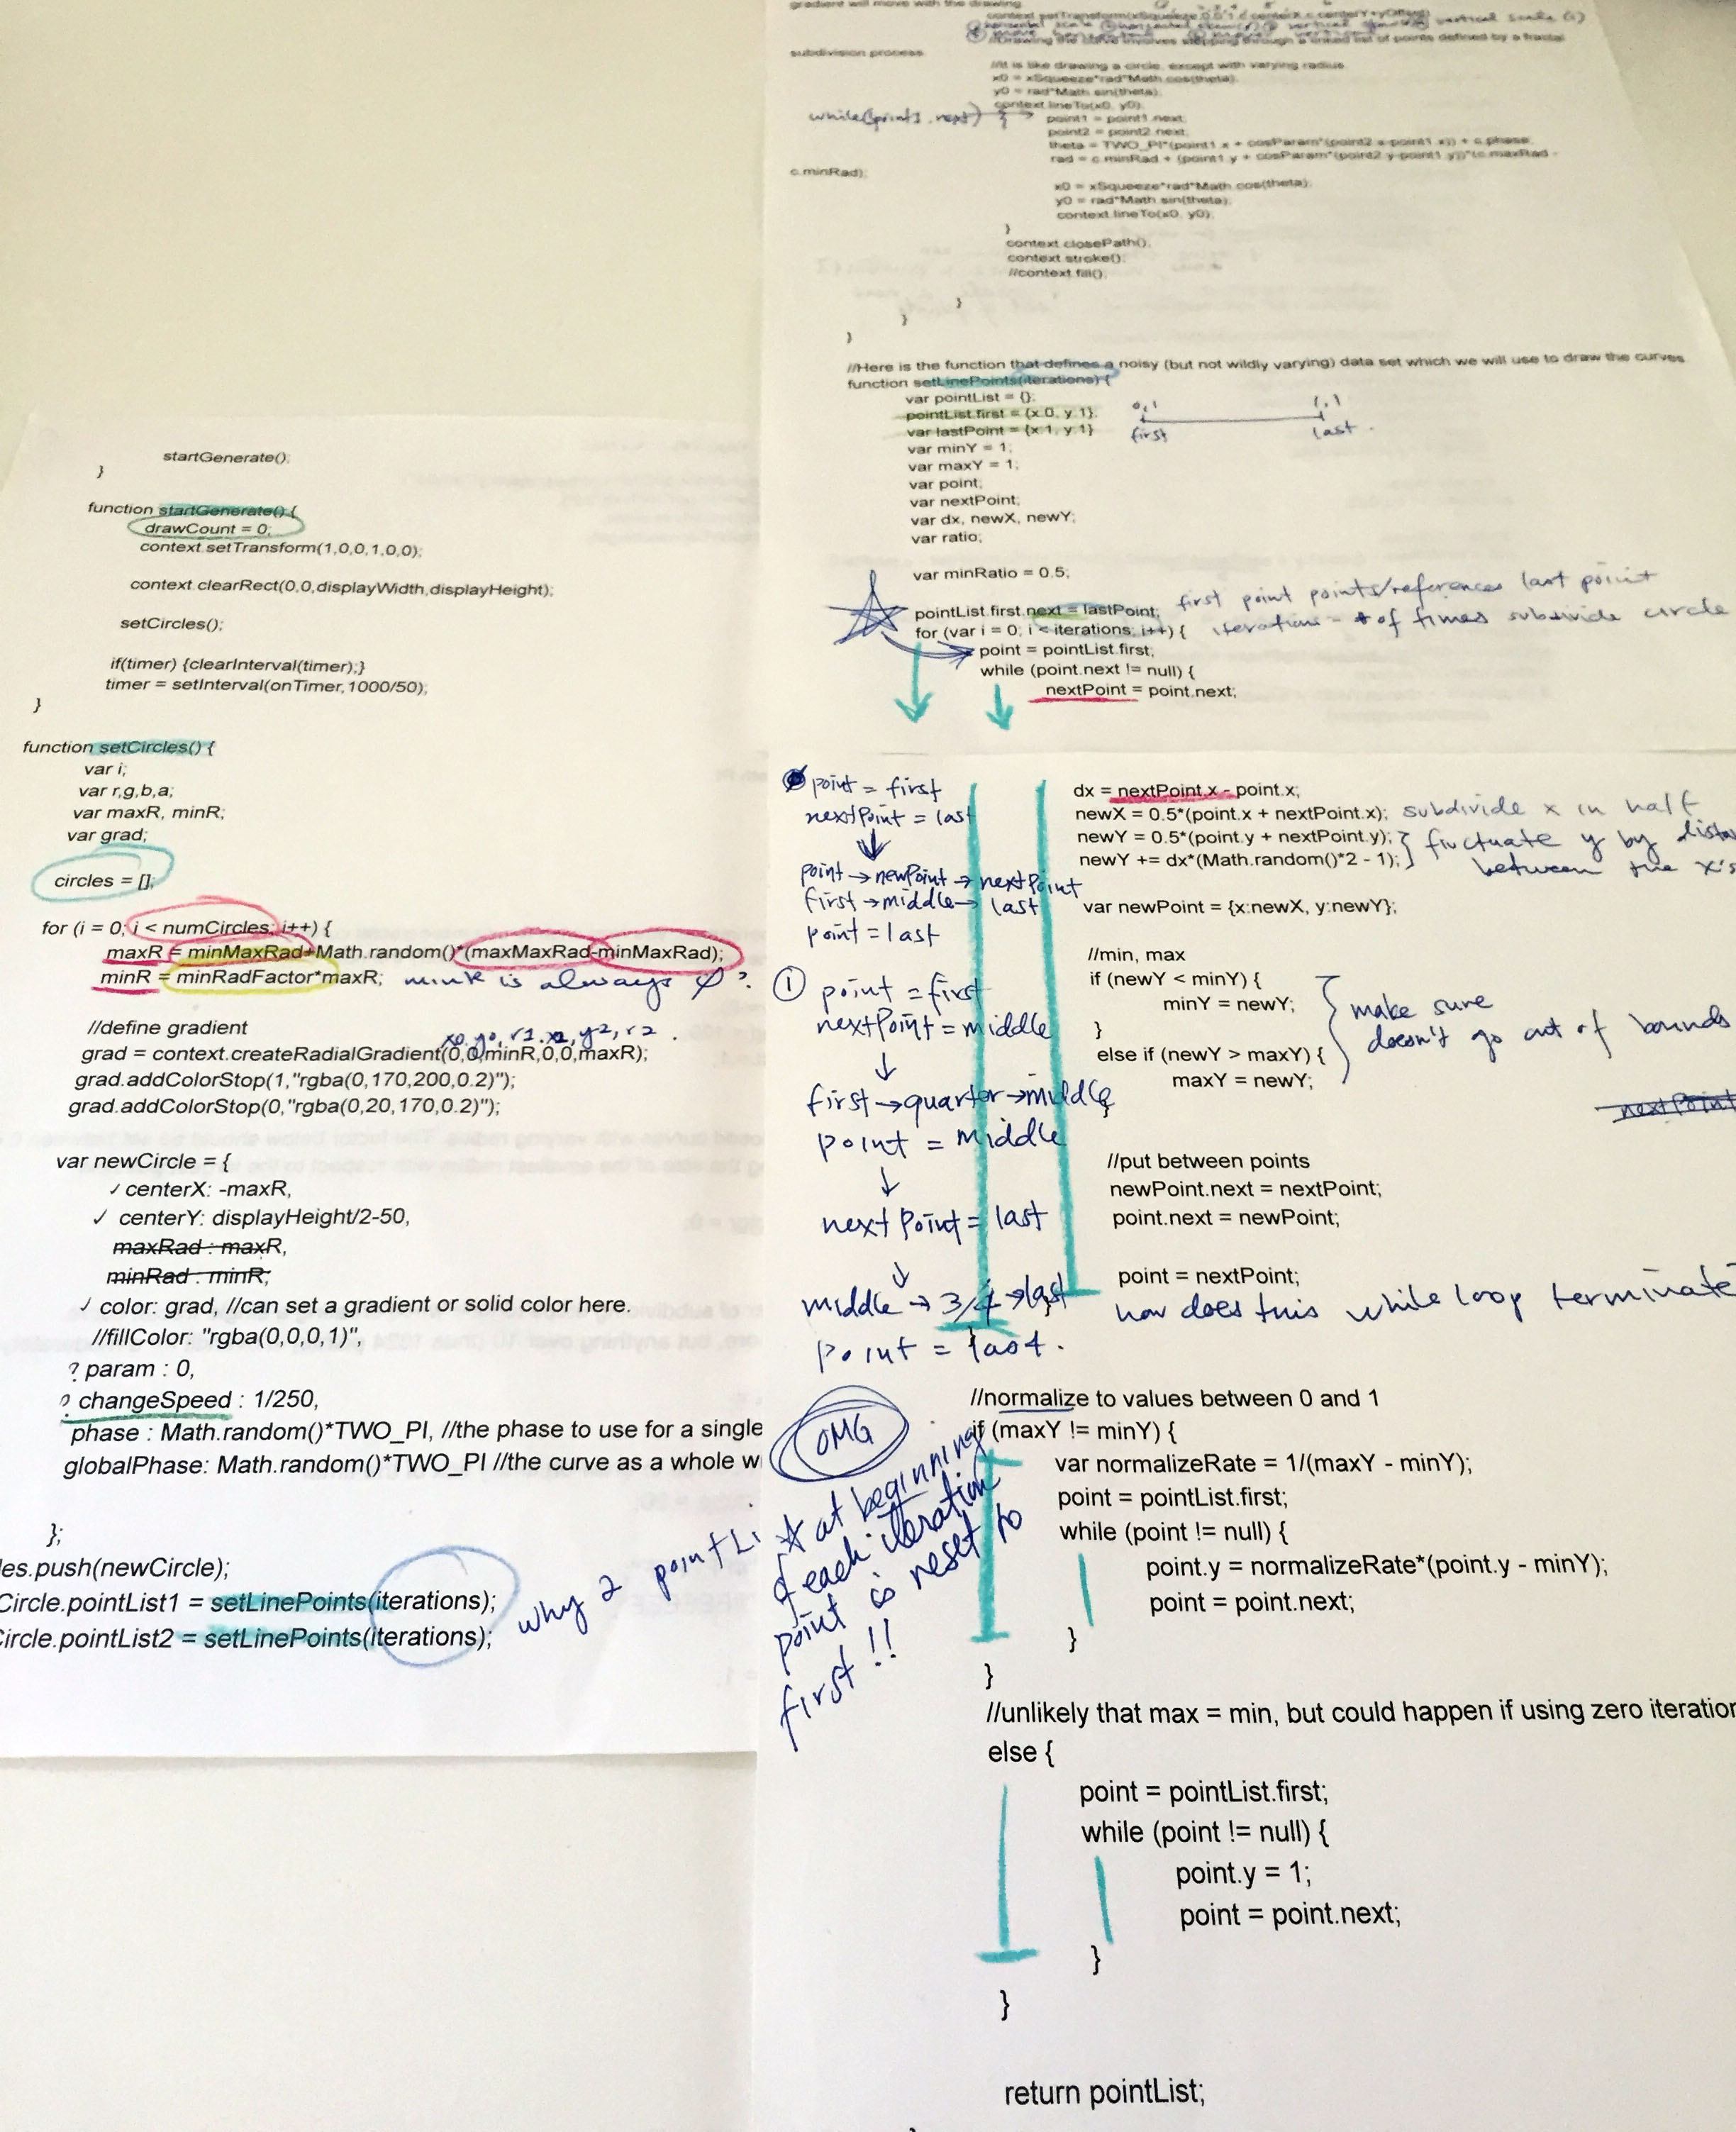 startGenerate();
}
function startGenerate() {
drawCount = 0;
context.setTransform(1,0,0,1,0,0);
context.clearRect(0,0,displayWidth,displayHeight);
setCircles();
if(timer) {clearInterval(timer);}
timer = setInterval(onTimer,1000/50);
}
function setCircles() {
var i;
var r,g,b,a;
var maxR, minR;
var grad;
circles = [];
for (i = 0; i < numCircles; i++) {
maxR = minMaxRad+Math.random()*(maxMaxRad-minMaxRad);
minR = minRadFactor*maxR; minR is always ∅?
//define gradient
x0, y0, r1, x2, y2, r2
grad = context.createRadialGradient(0,0,minR,0,0,maxR);
grad.addColorStop(1,"rgba(0,170,200,0.2)");
grad.addColorStop(0,"rgba(0,20,170,0.2)");
var newCircle = {
✓ centerX: -maxR,
✓ centerY: displayHeight/2-50,
maxRad : maxR,
minRad : minR,
✓ color: grad, //can set a gradient or solid color here.
//fillColor: "rgba(0,0,0,1)",
? param : 0,
? changeSpeed : 1/250,
phase : Math.random()*TWO_PI, //the phase to use for a single
globalPhase: Math.random()*TWO_PI //the curve as a whole w
};
les.push(newCircle);
Circle.pointList1 = setLinePoints(iterations);
Circle.pointList2 = setLinePoints(iterations);
why 2 pointLi
gradient will move with the drawing.
context.setTransform(xSqueeze,0,0,1,c.centerX,c.centerY+yOffset)
vertical scale (1)
//Drawing the curve involves stepping through a linked list of points defined by a fractal
subdivision process
//It is like drawing a circle, except with varying radius.
x0 = xSqueeze*rad*Math.cos(theta);
y0 = rad*Math.sin(theta);
context.lineTo(x0, y0);
while(point1.next) {
point1 = point1.next;
point2 = point2.next;
theta = TWO_PI*(point1.x + cosParam*(point2.x-point1.x)) + c.phase;
rad = c.minRad + (point1.y + cosParam*(point2.y-point1.y))*(c.maxRad -
c.minRad);
x0 = xSqueeze*rad*Math.cos(theta);
y0 = rad*Math.sin(theta);
context.lineTo(x0, y0);
}
context.closePath();
context.stroke();
//context.fill();
}
}
}
//Here is the function that defines a noisy (but not wildly varying) data set which we will use to draw the curves.
function setLinePoints(iterations) {
var pointList = {};
pointList.first = {x:0, y:1};
var lastPoint = {x:1, y:1}
0,1 1,1
first last.
var minY = 1;
var maxY = 1;
var point;
var nextPoint;
var dx, newX, newY;
var ratio;
var minRatio = 0.5;
pointList.first.next = lastPoint; first point points/references last point
for (var i = 0; i < iterations; i++) { iterations - # of times subdivide circle
point = pointList.first;
while (point.next != null) {
nextPoint = point.next;
dx = nextPoint.x - point.x;
newX = 0.5*(point.x + nextPoint.x); subdivide x in half
newY = 0.5*(point.y + nextPoint.y); fluctuate y by dista
newY += dx*(Math.random()*2 - 1); between the x's
var newPoint = {x:newX, y:newY};
//min, max
if (newY < minY) {
minY = newY;
}
else if (newY > maxY) {
maxY = newY;
make sure
doesn't go out of bounds
}
nextPoint
//put between points
newPoint.next = nextPoint;
point.next = newPoint;
point = nextPoint;
how does this while loop terminate
}
point = first
nextPoint = last
↓
point → newPoint → nextPoint
first → middle → last
point = last
① point = first
nextPoint = middle
↓
first → quarter → middle
point = middle
↓
nextPoint = last
↓
middle → 3/4 → last
point = last.
}
OMG
☆ at beginning
of each iteration
point is reset to
first!!
//normalize to values between 0 and 1
if (maxY != minY) {
var normalizeRate = 1/(maxY - minY);
point = pointList.first;
while (point != null) {
point.y = normalizeRate*(point.y - minY);
point = point.next;
}
}
//unlikely that max = min, but could happen if using zero iteration
else {
point = pointList.first;
while (point != null) {
point.y = 1;
point = point.next;
}
}
return pointList;